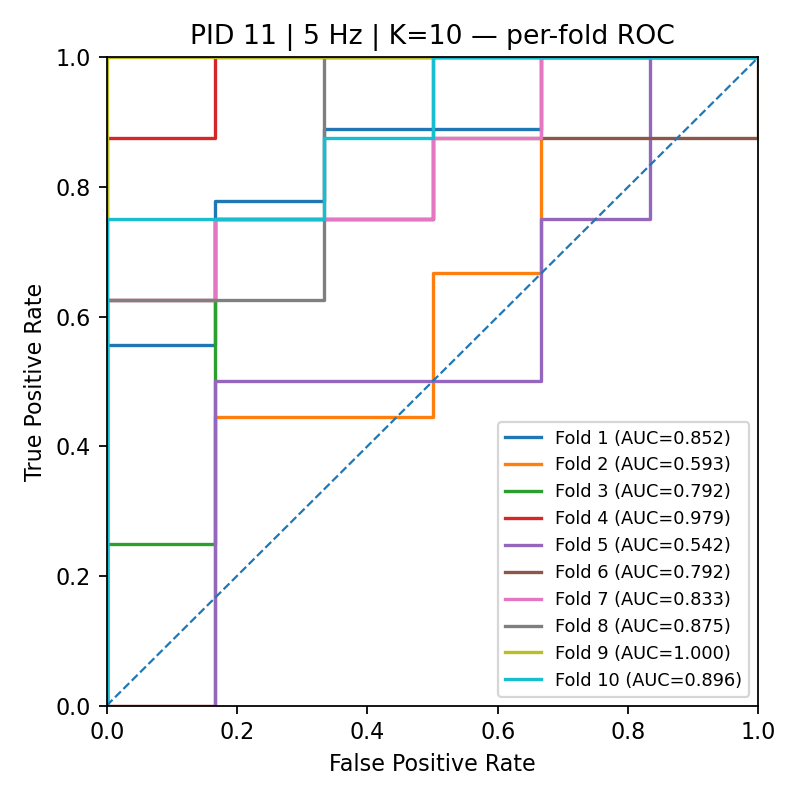 PID 11 | 5 Hz | K=10 — per-fold ROC
1.0
0.8
0.6
0.4
0.2
0.0
True Positive Rate
Fold 1 (AUC=0.852)
Fold 2 (AUC=0.593)
Fold 3 (AUC=0.792)
Fold 4 (AUC=0.979)
Fold 5 (AUC=0.542)
Fold 6 (AUC=0.792)
Fold 7 (AUC=0.833)
Fold 8 (AUC=0.875)
Fold 9 (AUC=1.000)
Fold 10 (AUC=0.896)
0.0 0.2 0.4 0.6 0.8 1.0
False Positive Rate